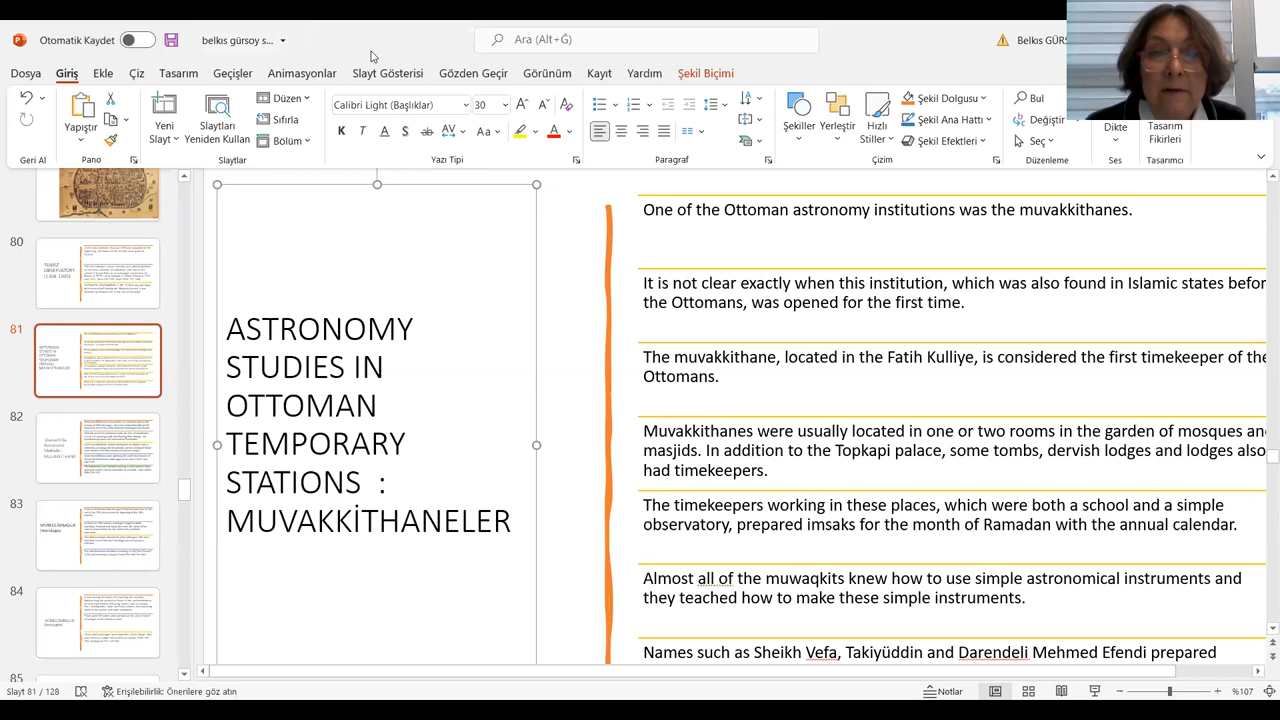 Otomatik Kaydet
belkıs gürsoy s...
Ara (Alt+Ğ)
Belkıs GÜR
Dosya Giriş Ekle Çiz Tasarım Geçişler Animasyonlar Slayt Gösterisi Gözden Geçir Görünüm Kayıt Yardım Şekil Biçimi
Yapıştır
Yeni Slayt
Slaytları Yeniden Kullan
Düzen
Sıfırla
Bölüm
Calibri Light (Başlıklar) 30
Şekiller
Yerleştir
Hızlı Stiller
Şekil Dolgusu
Şekil Ana Hattı
Şekil Efektleri
Bul
Değiştir
Seç
Dikte
Tasarım Fikirleri
Geri Al Pano Slaytlar Yazı Tipi Paragraf Çizim Düzenleme Ses Tasarımcı
80
81
82
83
84
85
ASTRONOMY
STUDIES IN
OTTOMAN
TEMPORARY
STATIONS :
MUVAKKİTHANELER
One of the Ottoman astronomy institutions was the muvakkithanes.
It is not clear exactly when this institution, which was also found in Islamic states befor
the Ottomans, was opened for the first time.
The muvakkithane, located in the Fatih Kulliye, is considered the first timekeeper of the
Ottomans.
Muvakkithanes were usually located in one or two rooms in the garden of mosques and
masjids. In addition to the Topkapi palace, some tombs, dervish lodges and lodges also
had timekeepers.
The timekeepers working in these places, which were both a school and a simple
observatory, prepared imsaks for the month of Ramadan with the annual calendar.
Almost all of the muwaqkits knew how to use simple astronomical instruments and
they teached how to make these simple instruments.
Names such as Sheikh Vefa, Takiyüddin and Darendeli Mehmed Efendi prepared
Slayt 81 / 128
Erişilebilirlik: Önerilere göz atın
Notlar
%107